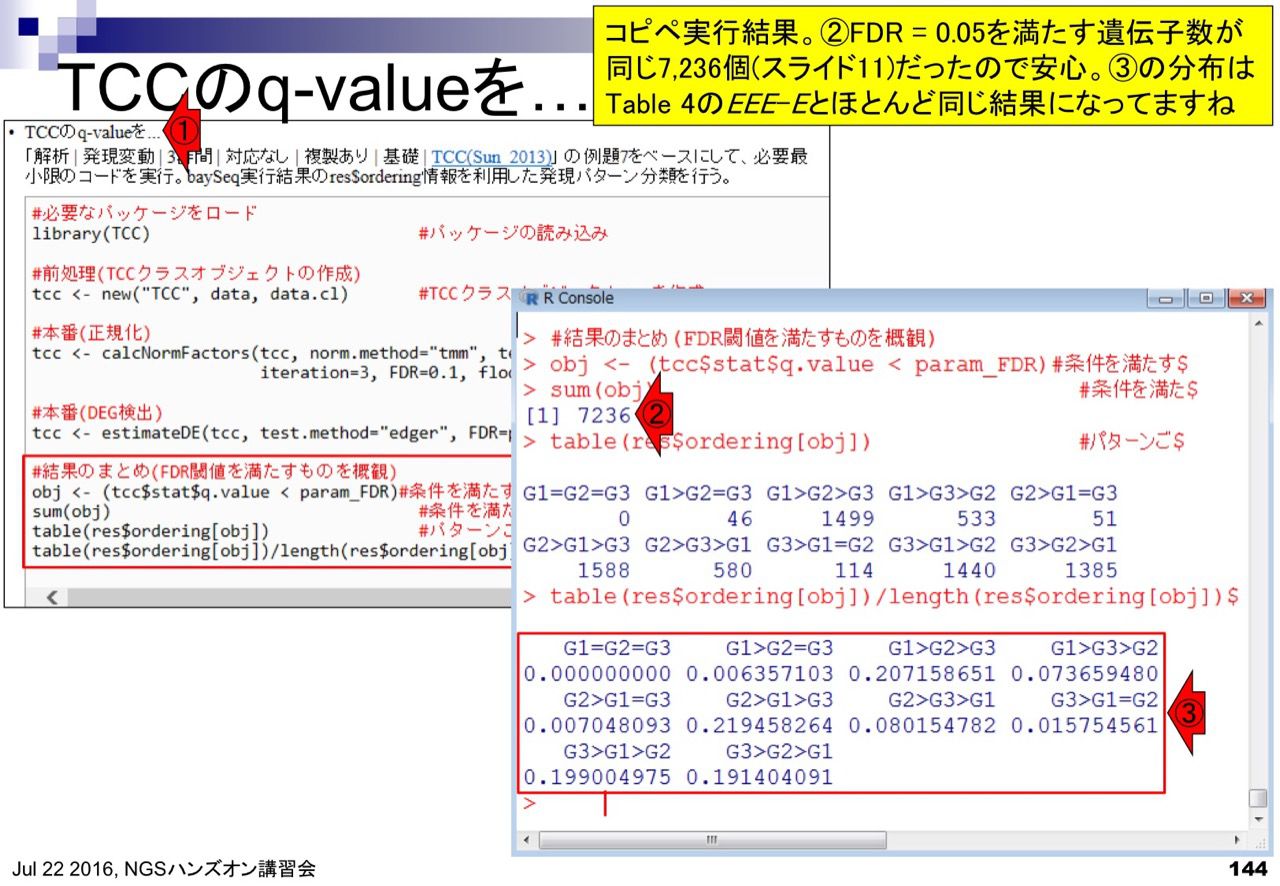 コピペ実行結果。②FDR = 0.05を満たす遺伝子数が
同じ7,236個(スライド11)だったので安心。③の分布は
Table 4のEEE-Eとほとんど同じ結果になってますね
TCCのq-valueを…
• TCCのq-valueを... ①
「解析 | 発現変動 | 3群間 | 対応なし | 複製あり | 基礎 | TCC(Sun_2013)」の例題7をベースにして、必要最
小限のコードを実行。baySeq実行結果のres$ordering情報を利用した発現パターン分類を行う。
#必要なパッケージをロード
library(TCC) #パッケージの読み込み
#前処理(TCCクラスオブジェクトの作成)
tcc <- new("TCC", data, data.cl) #TCCクラス
#本番(正規化)
tcc <- calcNormFactors(tcc, norm.method="tmm", te
iteration=3, FDR=0.1, floo
#本番(DEG検出)
tcc <- estimateDE(tcc, test.method="edger", FDR=p
#結果のまとめ(FDR閾値を満たすものを概観)
obj <- (tcc$stat$q.value < param_FDR)#条件を満たす
sum(obj) #条件を満た
table(res$ordering[obj]) #パターンご
table(res$ordering[obj])/length(res$ordering[obj]
R Console
> #結果のまとめ(FDR閾値を満たすものを概観)
> obj <- (tcc$stat$q.value < param_FDR)#条件を満たす$
> sum(obj) #条件を満た$
[1] 7236 ②
> table(res$ordering[obj]) #パターンご$
G1=G2=G3 G1>G2=G3 G1>G2>G3 G1>G3>G2 G2>G1=G3
0 46 1499 533 51
G2>G1>G3 G2>G3>G1 G3>G1=G2 G3>G1>G2 G3>G2>G1
1588 580 114 1440 1385
> table(res$ordering[obj])/length(res$ordering[obj])$
G1=G2=G3 G1>G2=G3 G1>G2>G3 G1>G3>G2
0.000000000 0.006357103 0.207158651 0.073659480
G2>G1=G3 G2>G1>G3 G2>G3>G1 G3>G1=G2
0.007048093 0.219458264 0.080154782 0.015754561
③
G3>G1>G2 G3>G2>G1
0.199004975 0.191404091
>
Jul 22 2016, NGSハンズオン講習会
144